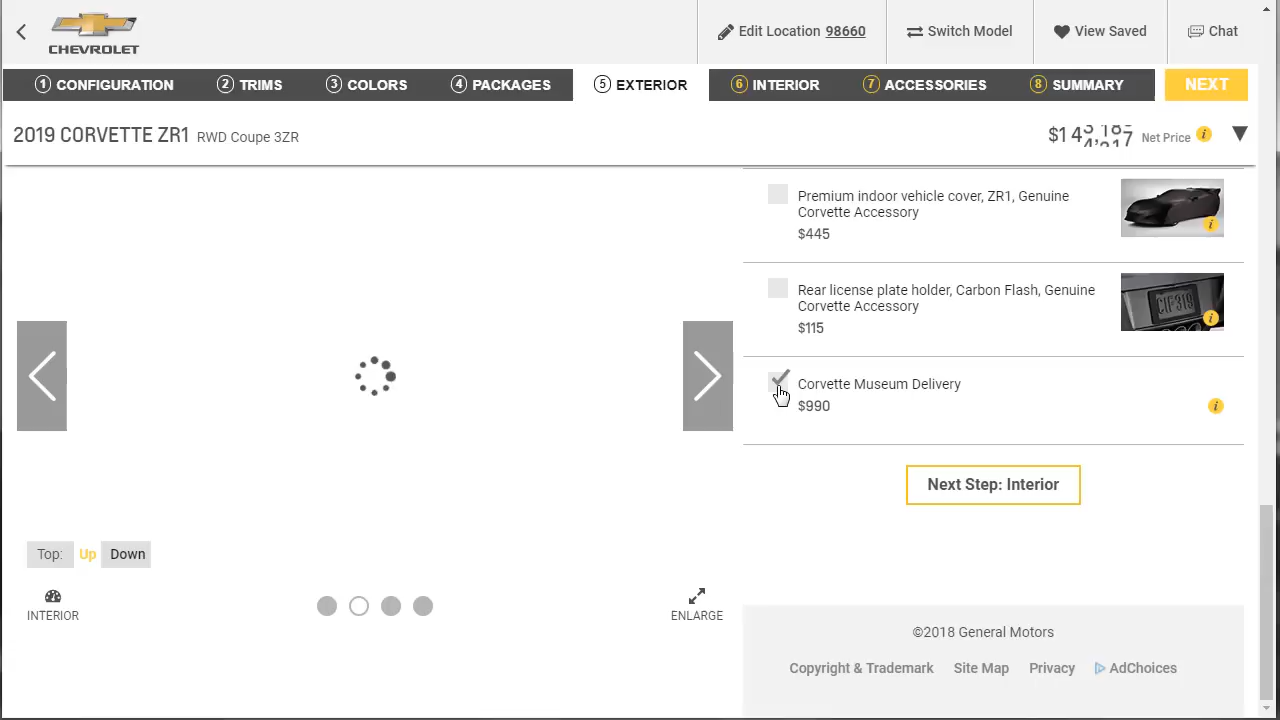 CHEVROLET
Edit Location 98660
Switch Model
View Saved
Chat
1 CONFIGURATION
2 TRIMS
3 COLORS
4 PACKAGES
5 EXTERIOR
6 INTERIOR
7 ACCESSORIES
8 SUMMARY
NEXT
2019 CORVETTE ZR1 RWD Coupe 3ZR
Net Price i
Premium indoor vehicle cover, ZR1, Genuine
Corvette Accessory
$445
i
Rear license plate holder, Carbon Flash, Genuine
Corvette Accessory
$115
CIF319
i
Corvette Museum Delivery
$990
i
Next Step: Interior
Top: Up Down
INTERIOR
ENLARGE
©2018 General Motors
Copyright & Trademark
Site Map
Privacy
AdChoices